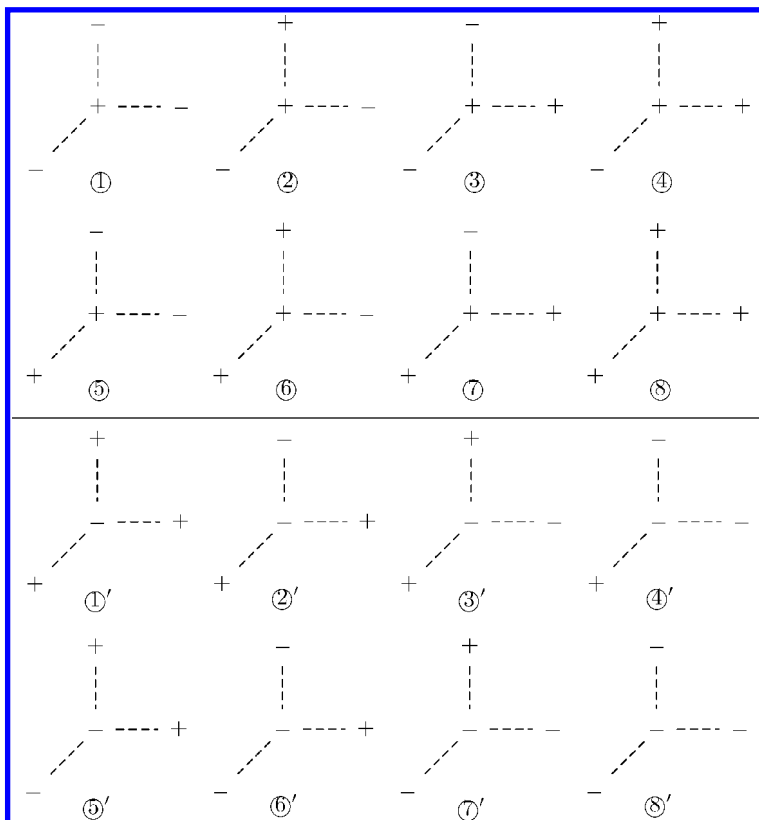 − + − +
+ − + − + + + +
− − − −
① ② ③ ④
− + − +
+ − + − + + + +
+ + + +
⑤ ⑥ ⑦ ⑧
+ − + −
− + − + − − − −
+ + + +
①′ ②′ ③′ ④′
+ − + −
− + − + − − − −
− − − −
⑤′ ⑥′ ⑦′ ⑧′